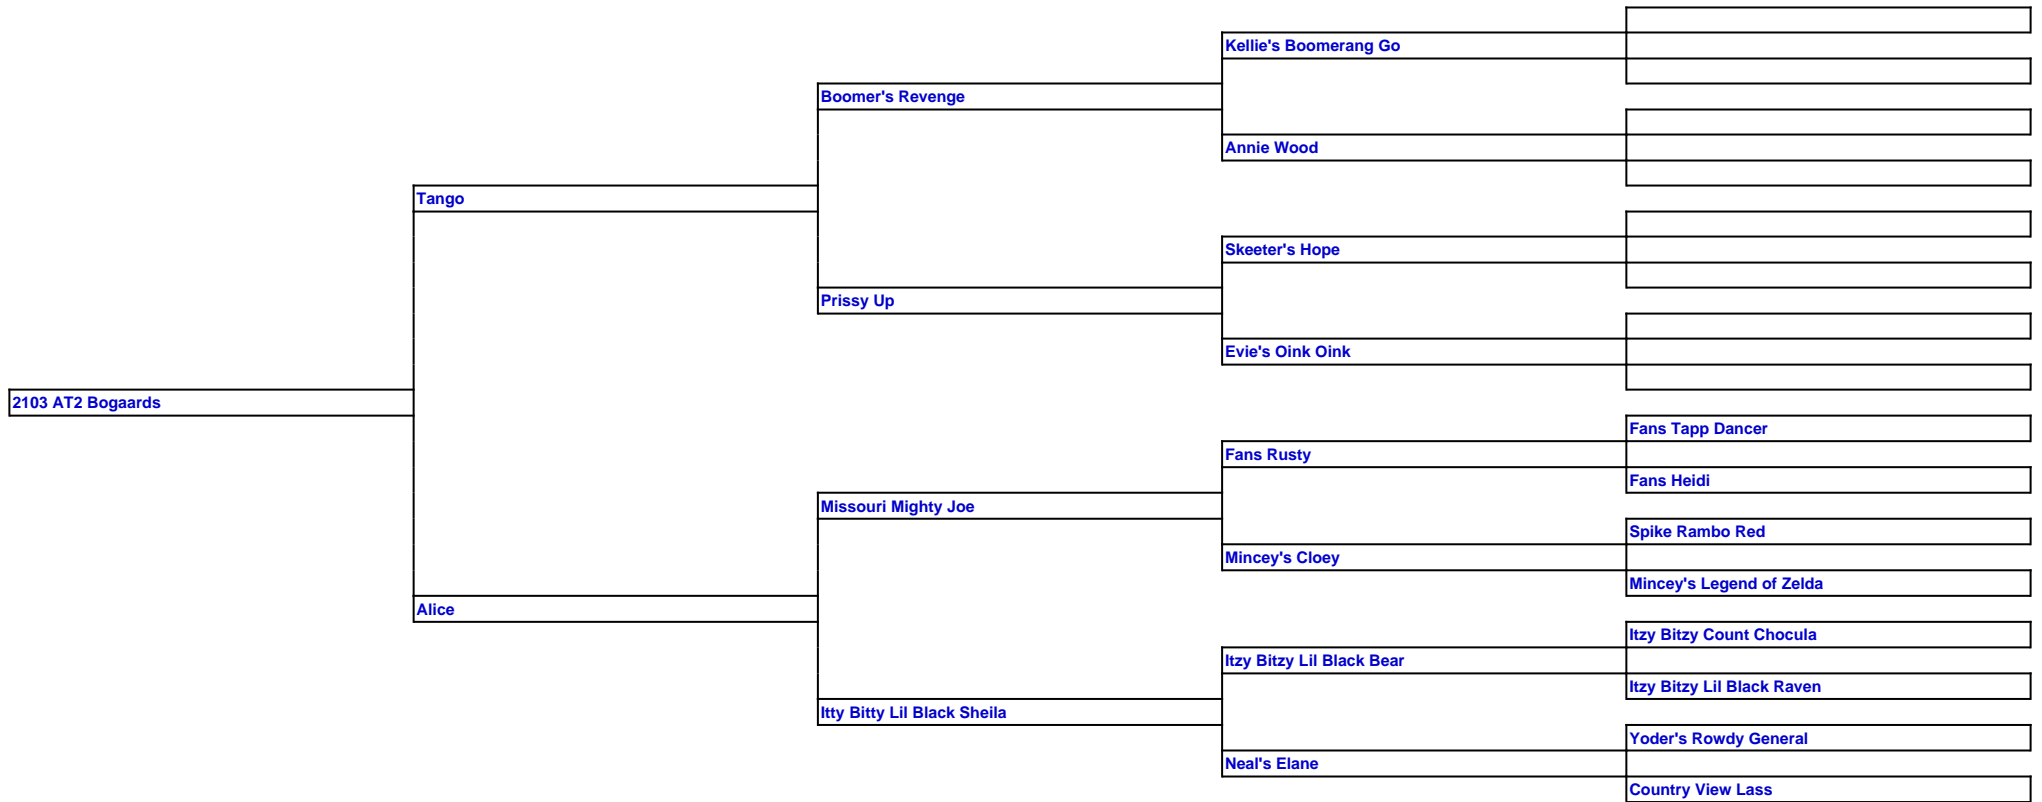 Kellie's Boomerang Go
Boomer's Revenge
Annie Wood
Tango
Skeeter's Hope
Prissy Up
Evie's Oink Oink
2103 AT2 Bogaards
Fans Tapp Dancer
Fans Rusty
Fans Heidi
Missouri Mighty Joe
Spike Rambo Red
Mincey's Cloey
Mincey's Legend of Zelda
Alice
Itzy Bitzy Count Chocula
Itzy Bitzy Lil Black Bear
Itzy Bitzy Lil Black Raven
Itty Bitty Lil Black Sheila
Yoder's Rowdy General
Neal's Elane
Country View Lass